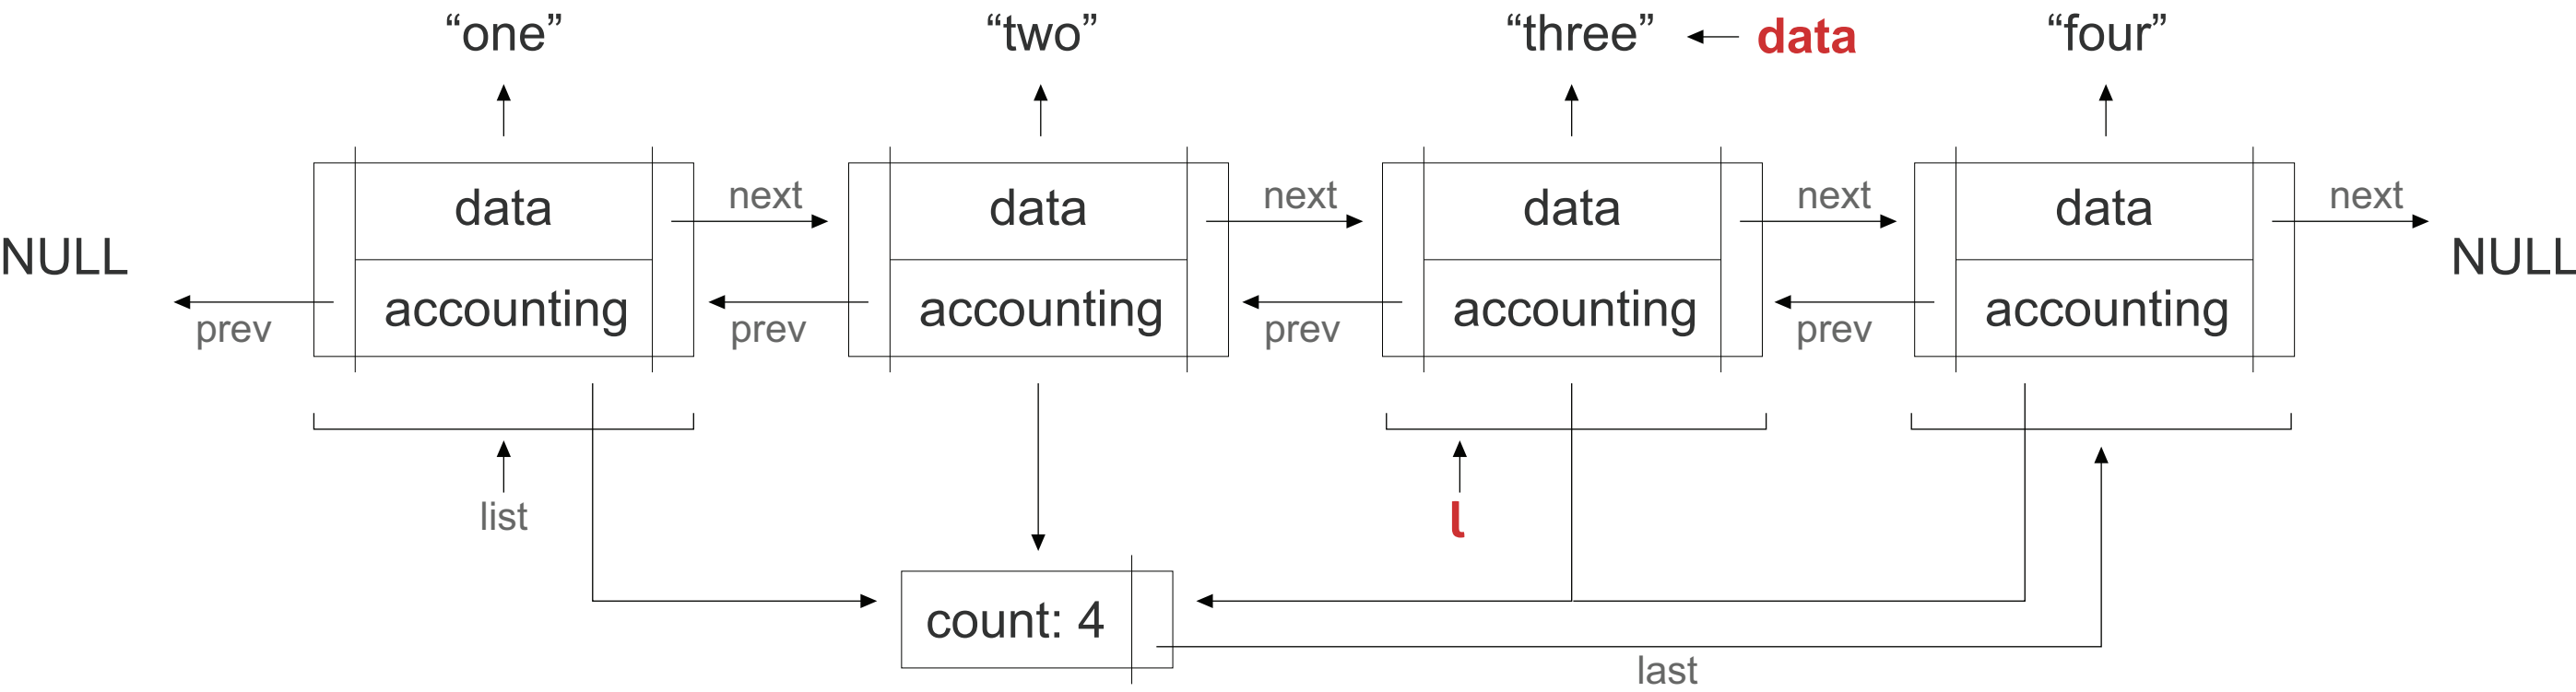 “one” “two” “three” data “four”
data next data next data next data next
NULL NULL
accounting accounting accounting accounting
prev prev prev prev
list l
count: 4
last